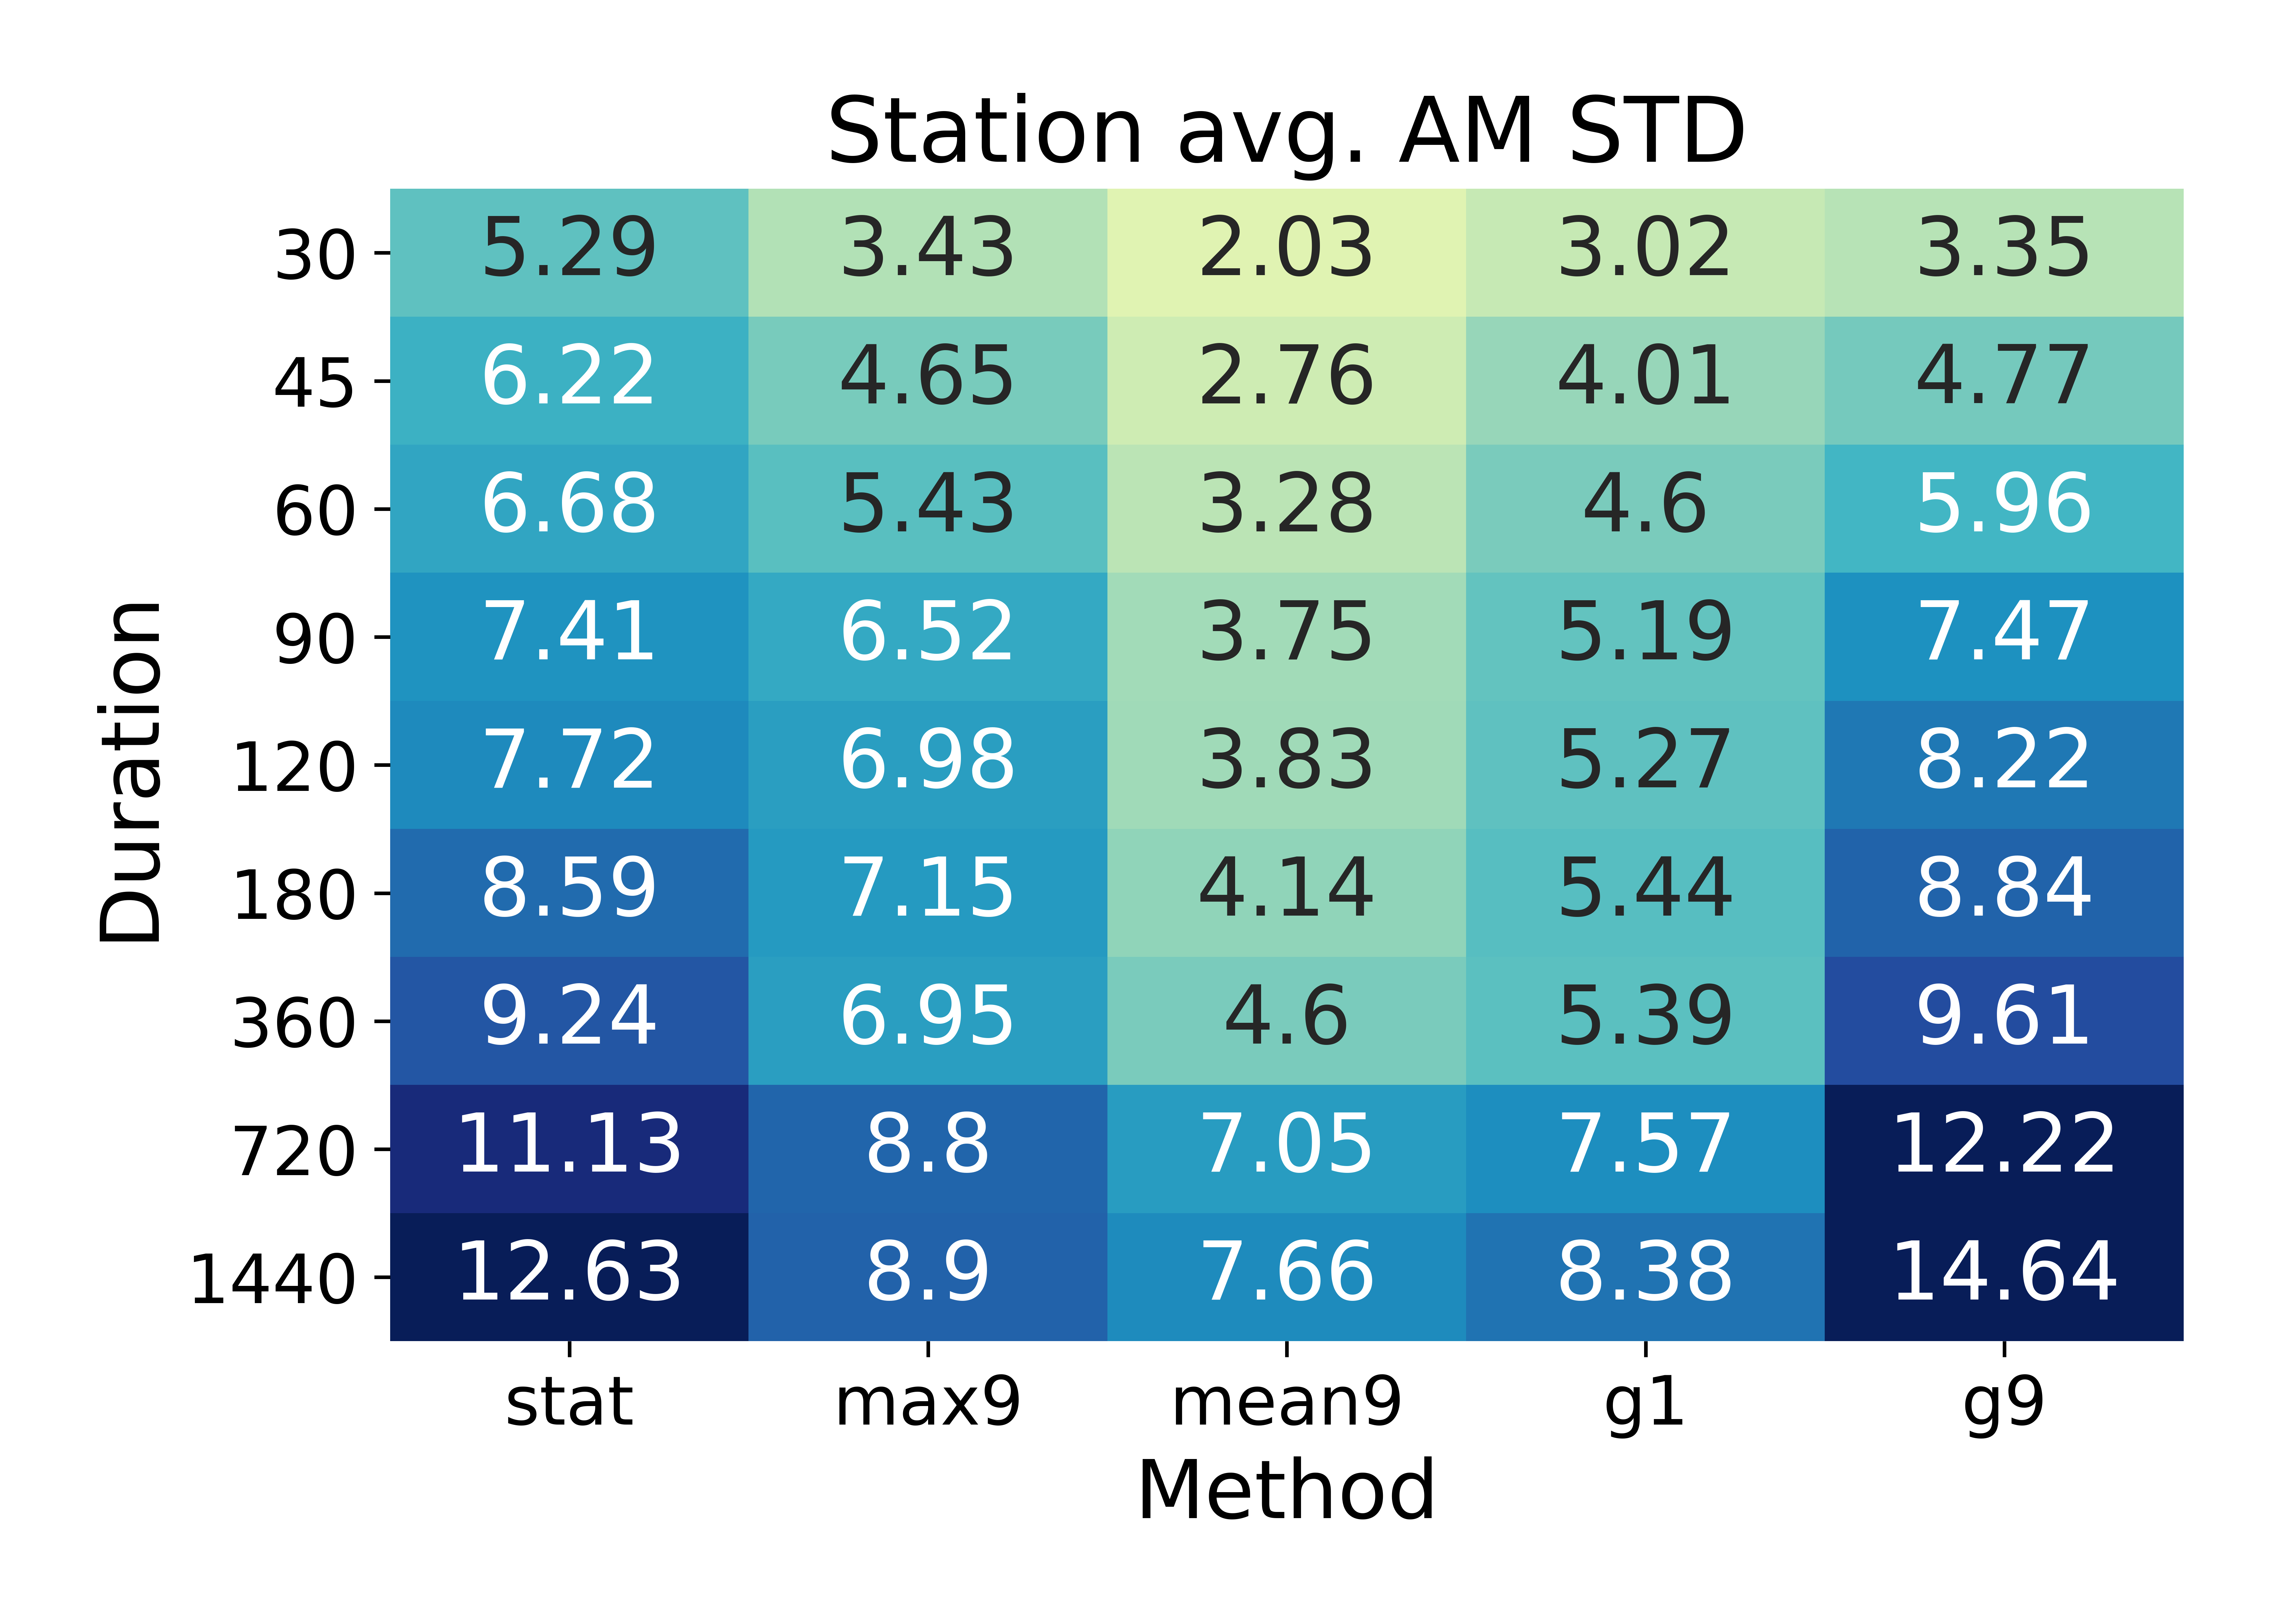 Station avg. AM STD
Duration
30 5.29 3.43 2.03 3.02 3.35
45 6.22 4.65 2.76 4.01 4.77
60 6.68 5.43 3.28 4.6 5.96
90 7.41 6.52 3.75 5.19 7.47
120 7.72 6.98 3.83 5.27 8.22
180 8.59 7.15 4.14 5.44 8.84
360 9.24 6.95 4.6 5.39 9.61
720 11.13 8.8 7.05 7.57 12.22
1440 12.63 8.9 7.66 8.38 14.64
stat max9 mean9 g1 g9
Method